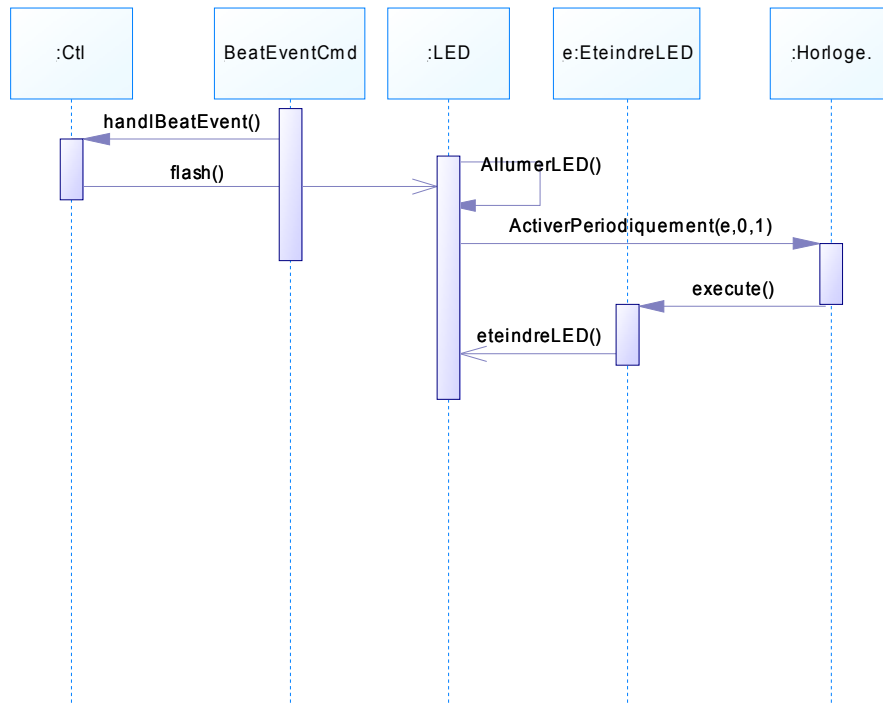 :Ctl
BeatEventCmd
:LED
e:EteindreLED
:Horloge.
handlBeatEvent()
flash()
AllumerLED()
ActiverPeriodiquement(e,0,1)
execute()
eteindreLED()